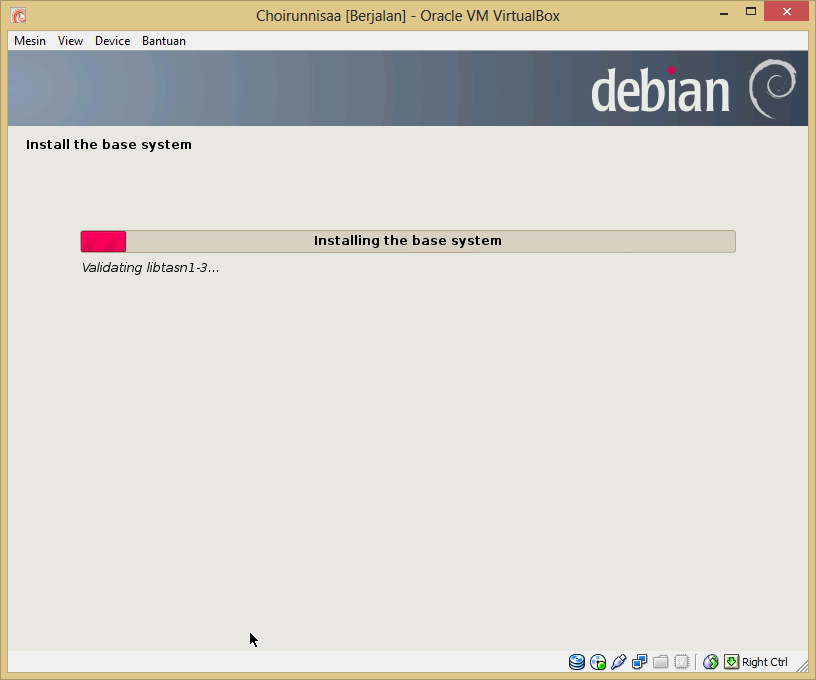 Choirunnisaa [Berjalan] - Oracle VM VirtualBox
Mesin View Device Bantuan
debian
Install the base system
Installing the base system
Validating libtasn1-3...
Right Ctrl